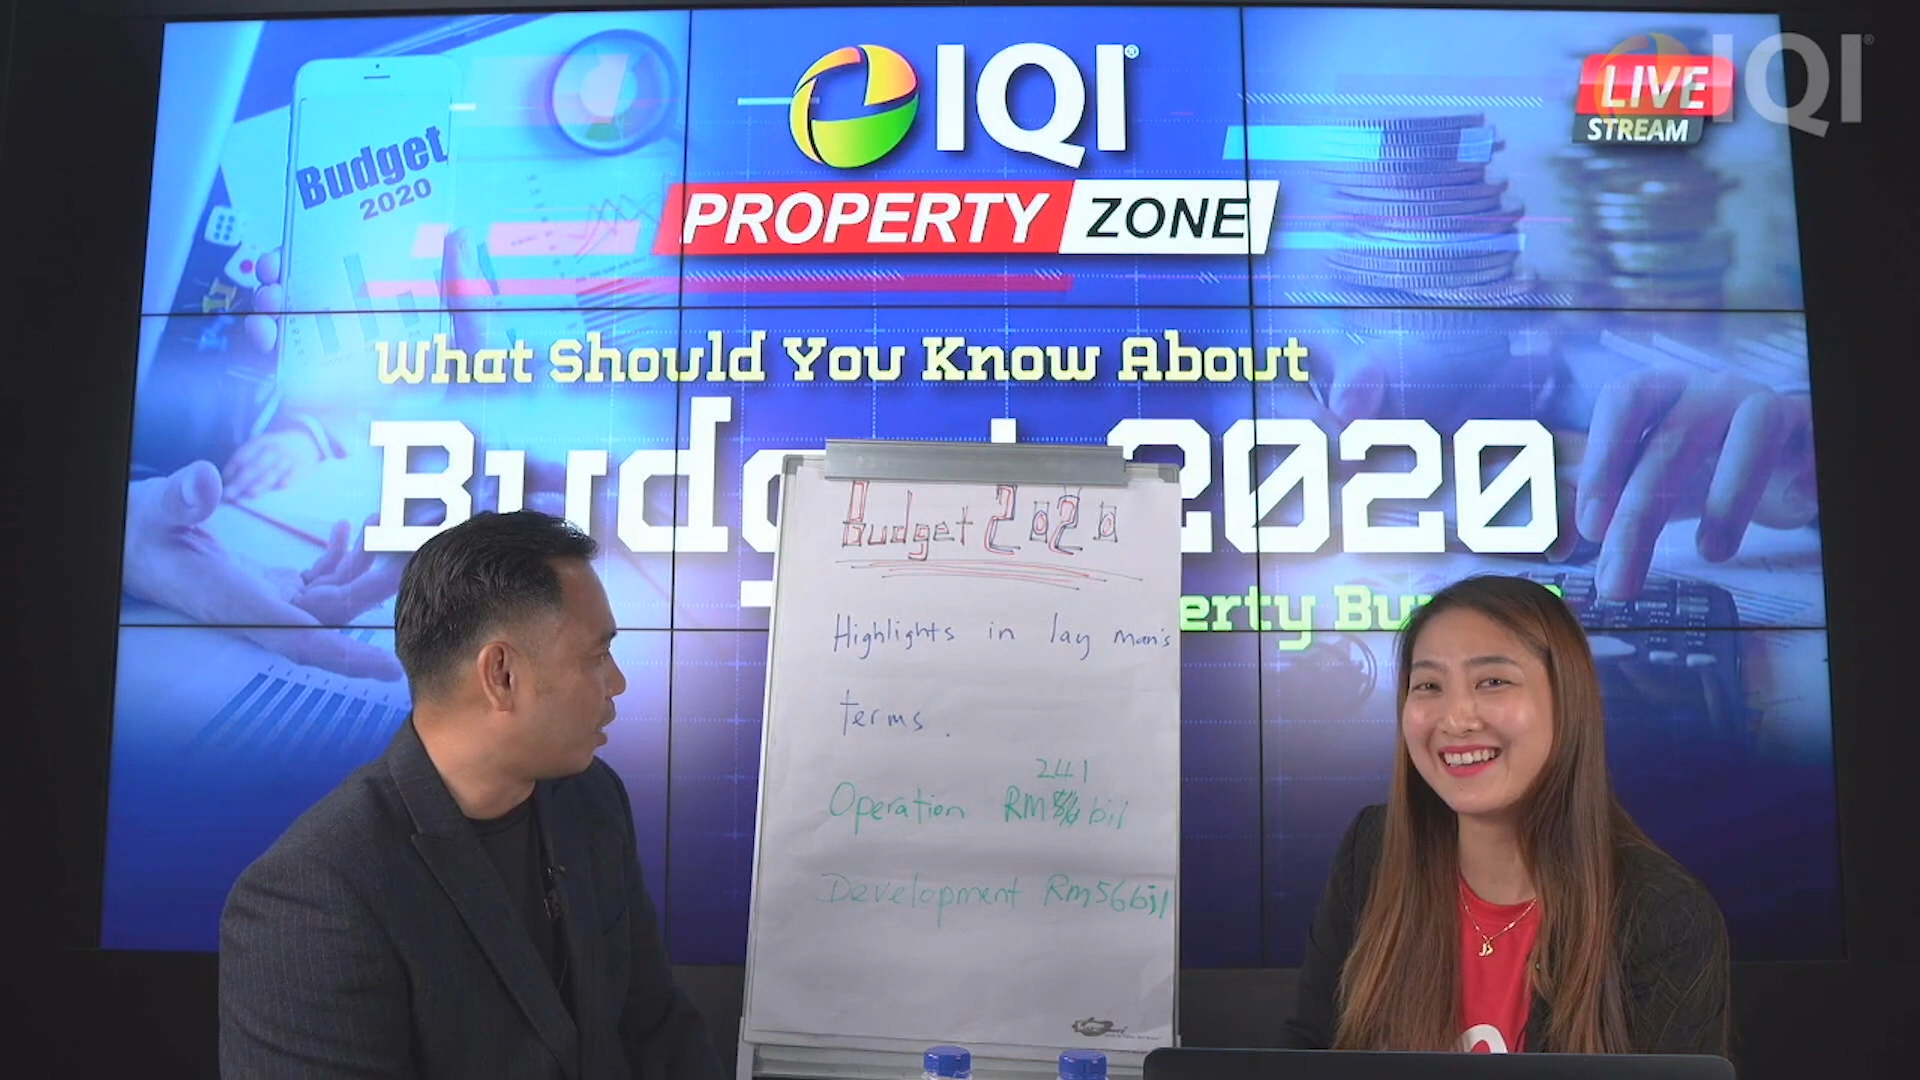 IQI®
PROPERTY ZONE
LIVE
STREAM
IQI®
Budget
2020
What Should You Know About
Budget 2020
Budget 2020
Highlights in lay man's
terms.
241
Operation RM bil
Development RM56bil